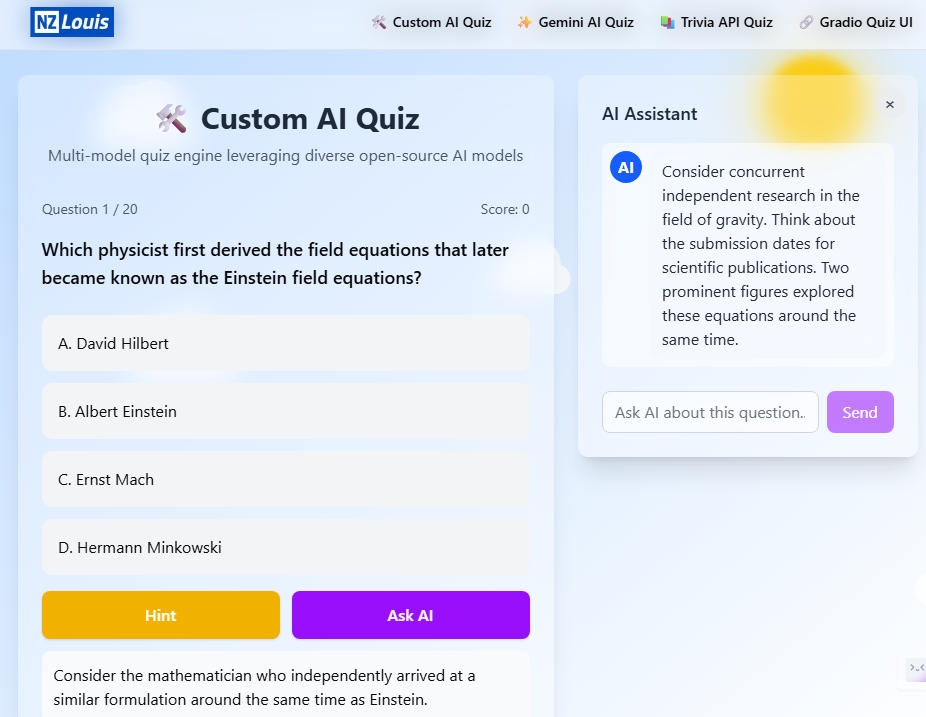 NZ Louis
Custom AI Quiz
Gemini AI Quiz
Trivia API Quiz
Gradio Quiz UI
Custom AI Quiz
Multi-model quiz engine leveraging diverse open-source AI models
Question 1 / 20
Score: 0
Which physicist first derived the field equations that later
became known as the Einstein field equations?
A. David Hilbert
B. Albert Einstein
C. Ernst Mach
D. Hermann Minkowski
Hint
Ask AI
Consider the mathematician who independently arrived at a
similar formulation around the same time as Einstein.
AI Assistant
×
AI
Consider concurrent
independent research in the
field of gravity. Think about
the submission dates for
scientific publications. Two
prominent figures explored
these equations around the
same time.
Ask AI about this question..
Send